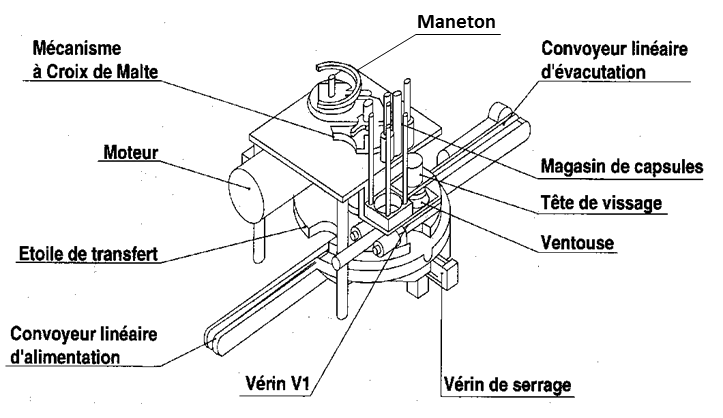 Maneton
Mécanisme
à Croix de Malte
Convoyeur linéaire
d'évacutation
Moteur
Magasin de capsules
Tête de vissage
Ventouse
Etoile de transfert
Convoyeur linéaire
d'alimentation
Vérin V1
Vérin de serrage